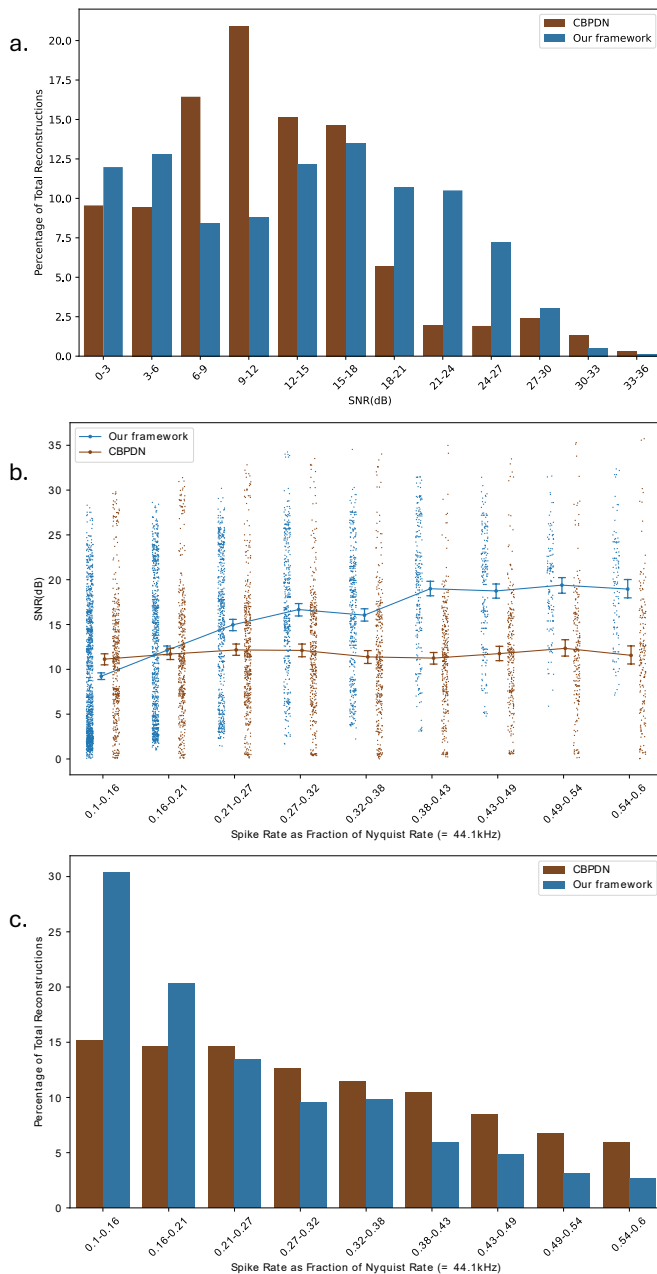 a.
CBPDN
Our framework
Percentage of Total Reconstructions
20.0
17.5
15.0
12.5
10.0
7.5
5.0
2.5
0.0
0-3 3-6 6-9 9-12 12-15 15-18 18-21 21-24 24-27 27-30 30-33 33-36
SNR(dB)
b.
Our framework
CBPDN
SNR(dB)
35
30
25
20
15
10
5
0
0.1-0.16 0.16-0.21 0.21-0.27 0.27-0.32 0.32-0.38 0.38-0.43 0.43-0.49 0.49-0.54 0.54-0.6
Spike Rate as Fraction of Nyquist Rate (= 44.1kHz)
c.
CBPDN
Our framework
Percentage of Total Reconstructions
30
25
20
15
10
5
0
0.1-0.16 0.16-0.21 0.21-0.27 0.27-0.32 0.32-0.38 0.38-0.43 0.43-0.49 0.49-0.54 0.54-0.6
Spike Rate as Fraction of Nyquist Rate (= 44.1kHz)